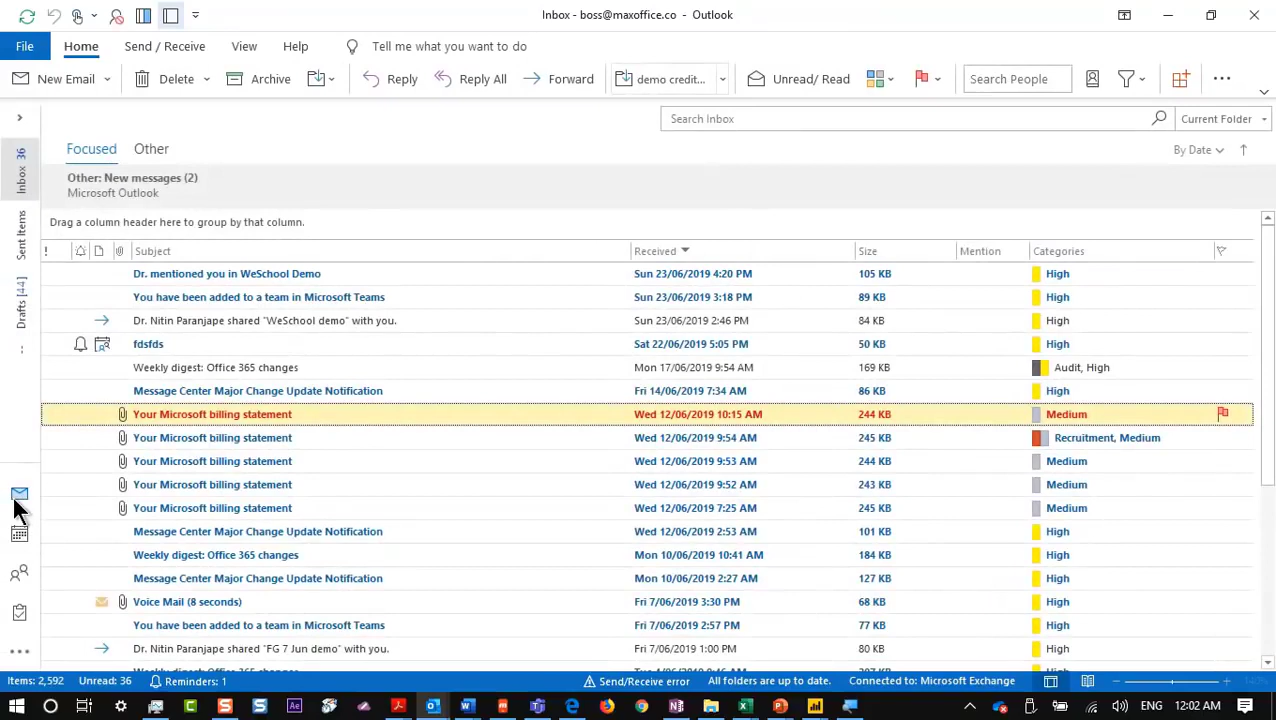 Inbox - boss@maxoffice.co - Outlook
File Home Send / Receive View Help Tell me what you want to do
New Email Delete Archive Reply Reply All Forward demo credit... Unread/ Read Search People
Search Inbox Current Folder
Focused Other By Date
Other: New messages (2)
Microsoft Outlook
Drag a column header here to group by that column.
Subject Received Size Mention Categories
Dr. mentioned you in WeSchool Demo Sun 23/06/2019 4:20 PM 105 KB High
You have been added to a team in Microsoft Teams Sun 23/06/2019 3:18 PM 89 KB High
Dr. Nitin Paranjape shared "WeSchool demo" with you. Sun 23/06/2019 2:46 PM 84 KB High
fdsfds Sat 22/06/2019 5:05 PM 50 KB High
Weekly digest: Office 365 changes Mon 17/06/2019 9:54 AM 169 KB Audit, High
Message Center Major Change Update Notification Fri 14/06/2019 7:34 AM 86 KB High
Your Microsoft billing statement Wed 12/06/2019 10:15 AM 244 KB Medium
Your Microsoft billing statement Wed 12/06/2019 9:54 AM 245 KB Recruitment, Medium
Your Microsoft billing statement Wed 12/06/2019 9:53 AM 244 KB Medium
Your Microsoft billing statement Wed 12/06/2019 9:52 AM 243 KB Medium
Your Microsoft billing statement Wed 12/06/2019 7:25 AM 245 KB Medium
Message Center Major Change Update Notification Wed 12/06/2019 2:53 AM 101 KB High
Weekly digest: Office 365 changes Mon 10/06/2019 10:41 AM 184 KB High
Message Center Major Change Update Notification Mon 10/06/2019 2:27 AM 127 KB High
Voice Mail (8 seconds) Fri 7/06/2019 3:30 PM 68 KB High
You have been added to a team in Microsoft Teams Fri 7/06/2019 2:57 PM 77 KB High
Dr. Nitin Paranjape shared "FG 7 Jun demo" with you. Fri 7/06/2019 1:00 PM 80 KB High
Inbox 36
Sent Items
Drafts [44]
Items: 2,592 Unread: 36 Reminders: 1 Send/Receive error All folders are up to date. Connected to: Microsoft Exchange
ENG 12:02 AM